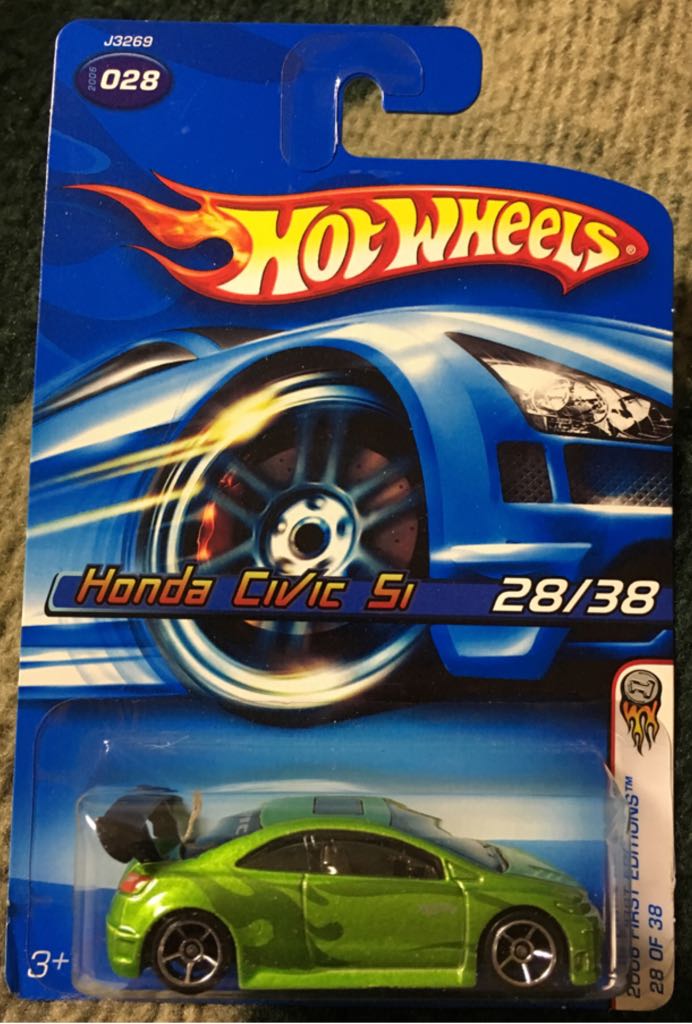 J3269
2006
028
HOT WHEELS®
Honda Civic Si
28/38
2006 FIRST EDITIONS™
28 OF 38
3+